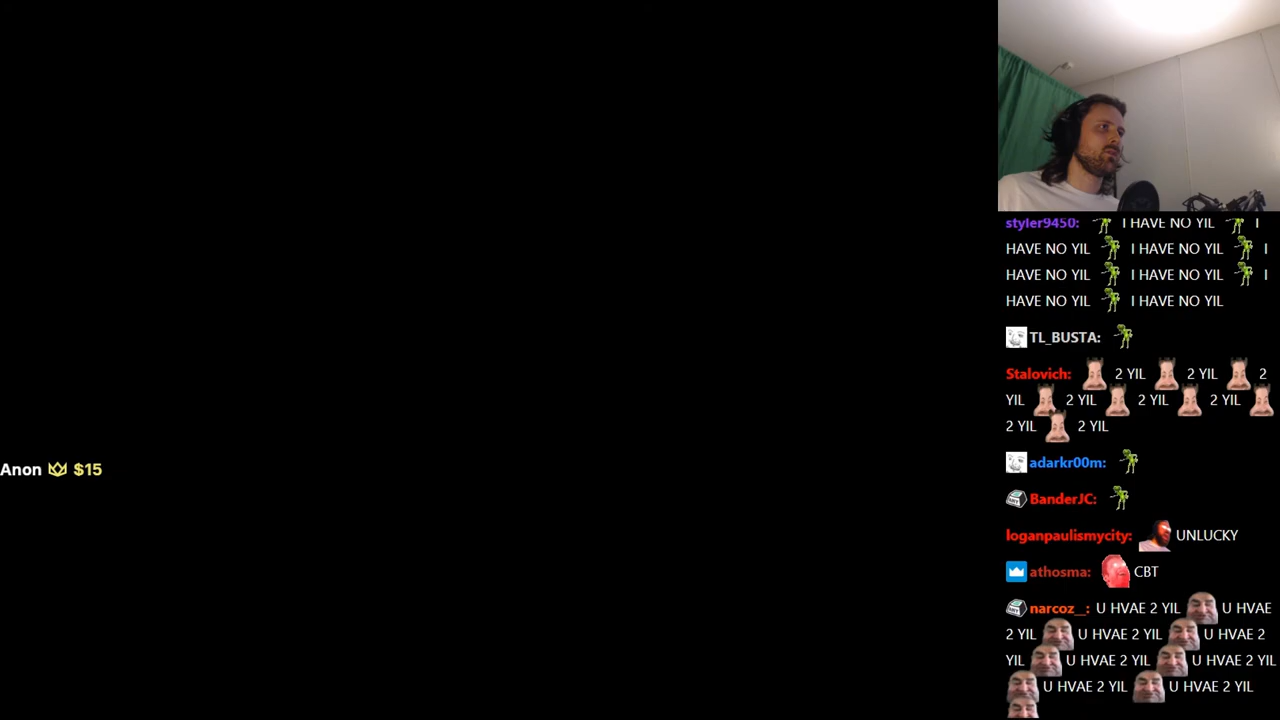 Anon $15
styler9450: I HAVE NO YIL I
HAVE NO YIL I HAVE NO YIL I
HAVE NO YIL I HAVE NO YIL I
HAVE NO YIL I HAVE NO YIL
TL_BUSTA:
Stalovich: 2 YIL 2 YIL 2
YIL 2 YIL 2 YIL 2 YIL
2 YIL 2 YIL
adarkr00m:
BanderJC:
loganpaulismycity: UNLUCKY
athosma: CBT
narcoz_: U HVAE 2 YIL U HVAE
2 YIL U HVAE 2 YIL U HVAE 2
YIL U HVAE 2 YIL U HVAE 2 YIL
U HVAE 2 YIL U HVAE 2 YIL